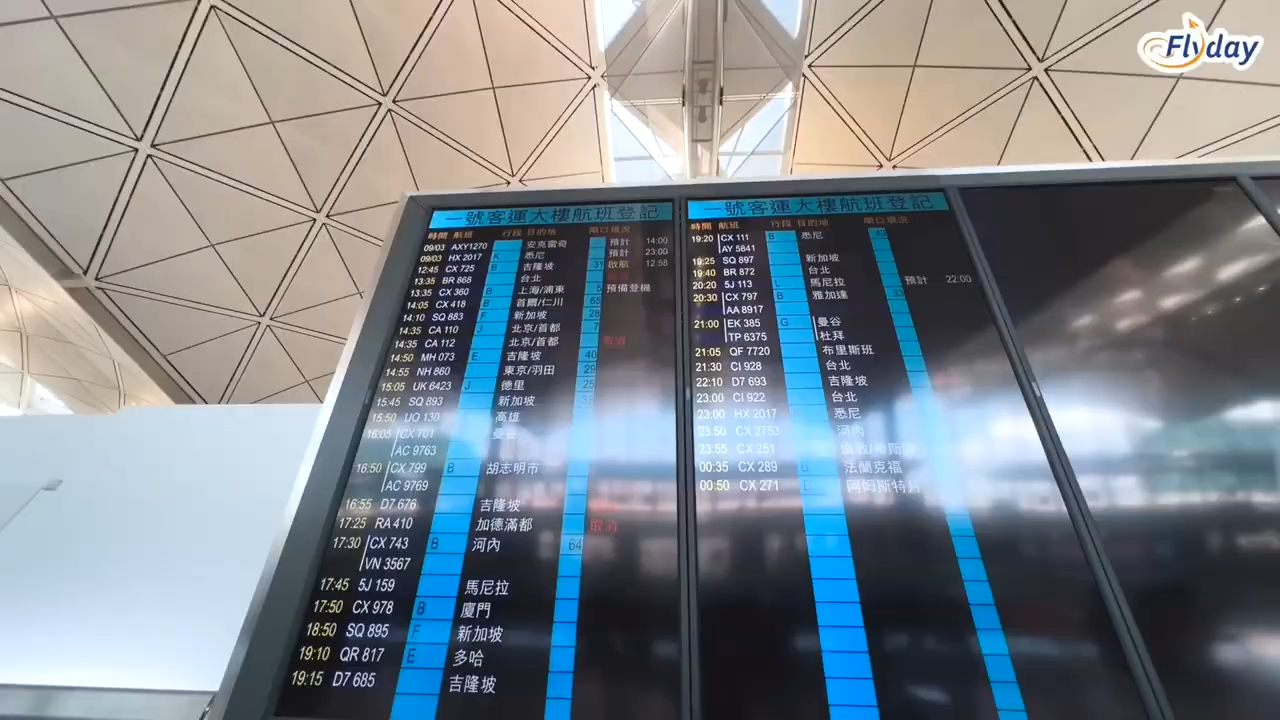 Flyday
一號客運大樓航班登記
時間 航班 行段 目的地 閘口 概況
09/03 AXY1270 安克雷奇 預計 14:00
09/03 HX 2017 K 悉尼 預計 23:00
12:45 CX 725 B 吉隆坡 31 啟航 12:58
13:35 BR 868 台北
13:35 CX 360 B 上海/浦東 5 預備登機
14:05 CX 418 B 首爾/仁川 65
14:10 SQ 883 F 新加坡 28
14:35 CA 110 J 北京/首都 7
14:35 CA 112 北京/首都 取消
14:50 MH 073 E 吉隆坡 40
14:55 NH 860 東京/羽田 29
15:05 UK 6423 J 德里 25
15:45 SQ 893 新加坡
15:50 UO 130 高雄
16:05 CX 701 曼谷
AC 9763
16:50 CX 799 B 胡志明市
AC 9769
16:55 D7 676 吉隆坡
17:25 RA 410 加德滿都 取消
17:30 CX 743 B 河內 64
VN 3567
17:45 5J 159 馬尼拉
17:50 CX 978 B 廈門
18:50 SQ 895 F 新加坡
19:10 QR 817 E 多哈
19:15 D7 685 吉隆坡
一號客運大樓航班登記
時間 航班 行段 目的地 閘口 概況
19:20 CX 111 B 悉尼
AY 5841
19:25 SQ 897 新加坡
19:40 BR 872 台北
20:20 5J 113 L 馬尼拉 預計 22:00
20:30 CX 797 B 雅加達 33
AA 8917
21:00 EK 385 G 曼谷
TP 6375 杜拜
21:05 QF 7720 布里斯班
21:30 CI 928 台北
22:10 D7 693 吉隆坡
23:00 CI 922 台北
23:00 HX 2017 悉尼
23:50 CX 2753 河內
23:55 CX 251
00:35 CX 289 B 法蘭克福
00:50 CX 271 阿姆斯特丹